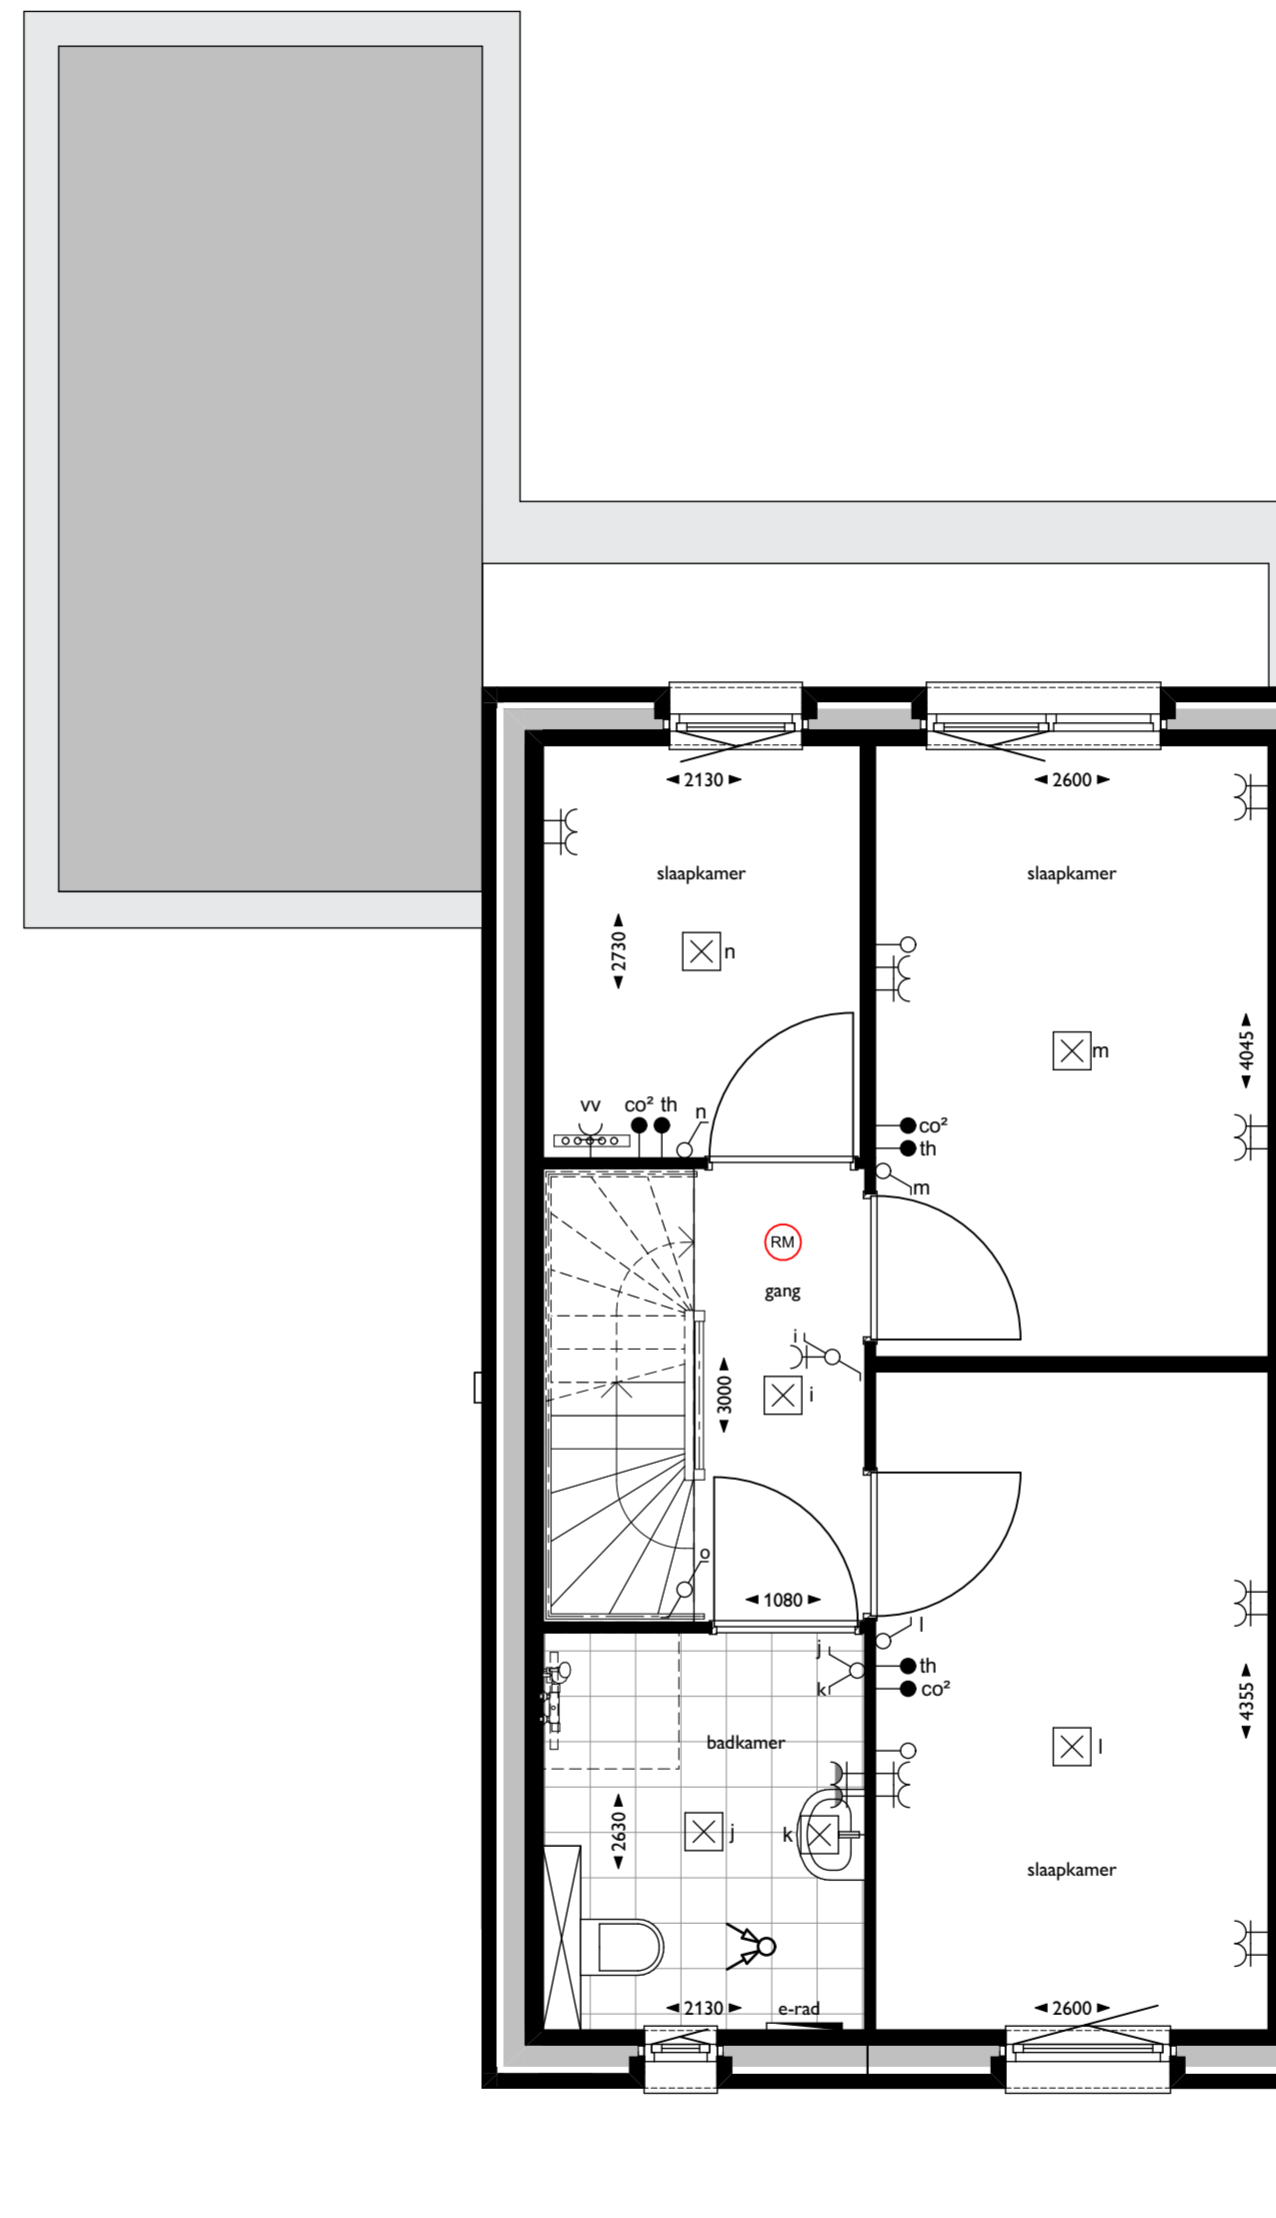 2130
2600
slaapkamer
slaapkamer
2730
n
m
4045
vv
co² th
n
co²
th
m
RM
gang
i
3000
i
o
1080
l
j
k
th
co²
4355
badkamer
l
2630
j
k
slaapkamer
2130
e-rad
2600